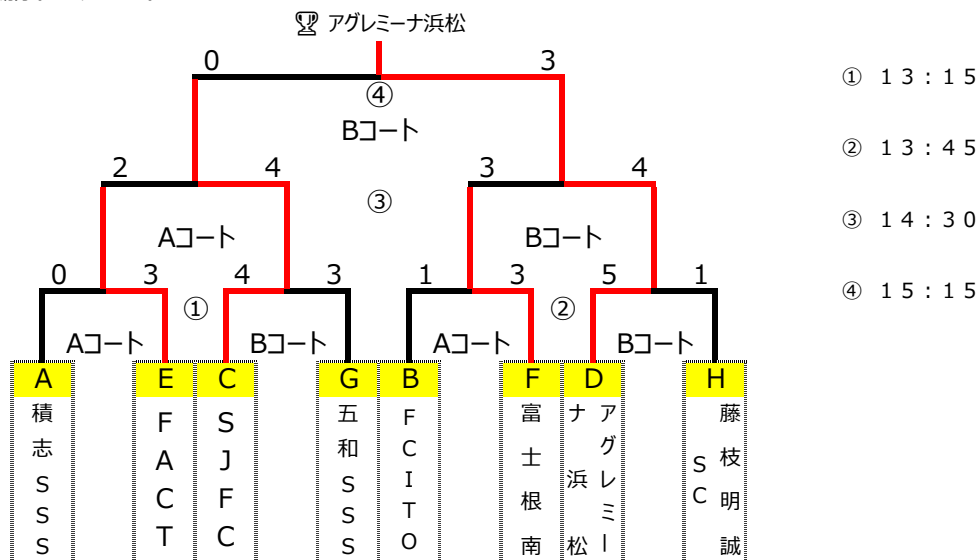 🏆 アグレミーナ浜松
0 3
④
Bコート
2 4 3 4
③
Aコート Bコート
0 3 4 3 1 3 5 1
① ②
Aコート Bコート Aコート Bコート
A E C G B F D H
積志SSS
FACT
SJFC
五和SSS
FCITO
富士根南
アグレミーナ浜松
藤枝明誠SC
① 13:15
② 13:45
③ 14:30
④ 15:15